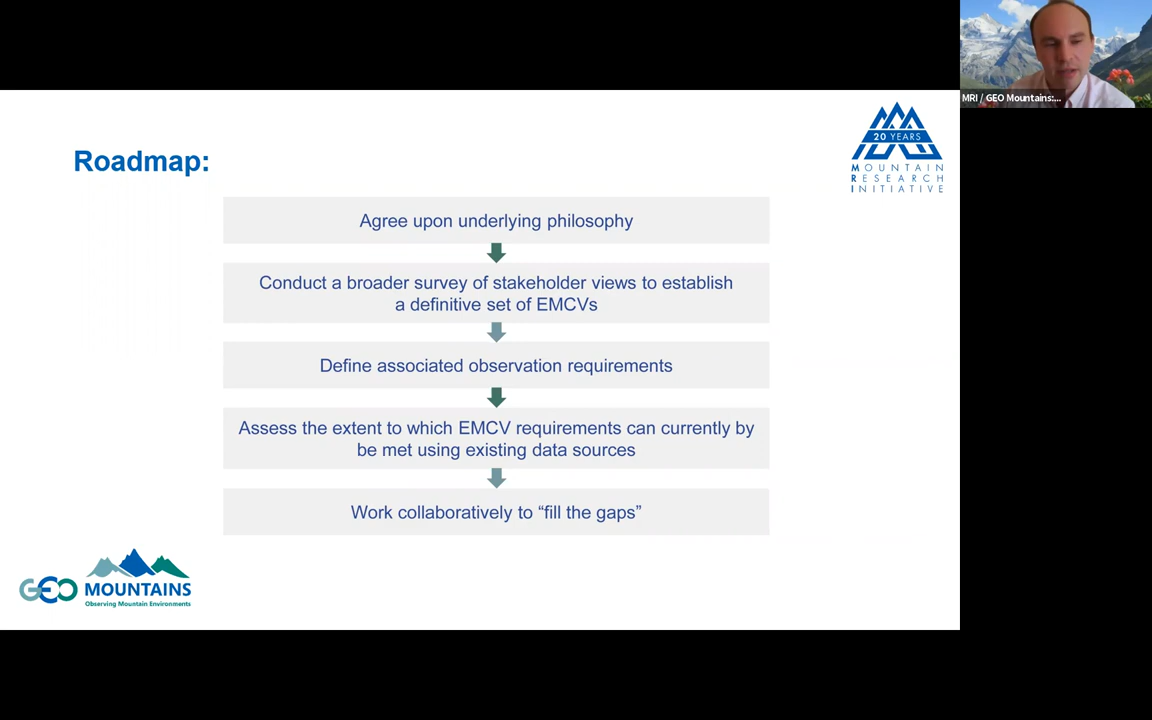 MRI / GEO Mountains:...
20 YEARS
MOUNTAIN
RESEARCH
INITIATIVE
Roadmap:
Agree upon underlying philosophy
Conduct a broader survey of stakeholder views to establish
a definitive set of EMCVs
Define associated observation requirements
Assess the extent to which EMCV requirements can currently by
be met using existing data sources
Work collaboratively to “fill the gaps”
GEO MOUNTAINS
Observing Mountain Environments